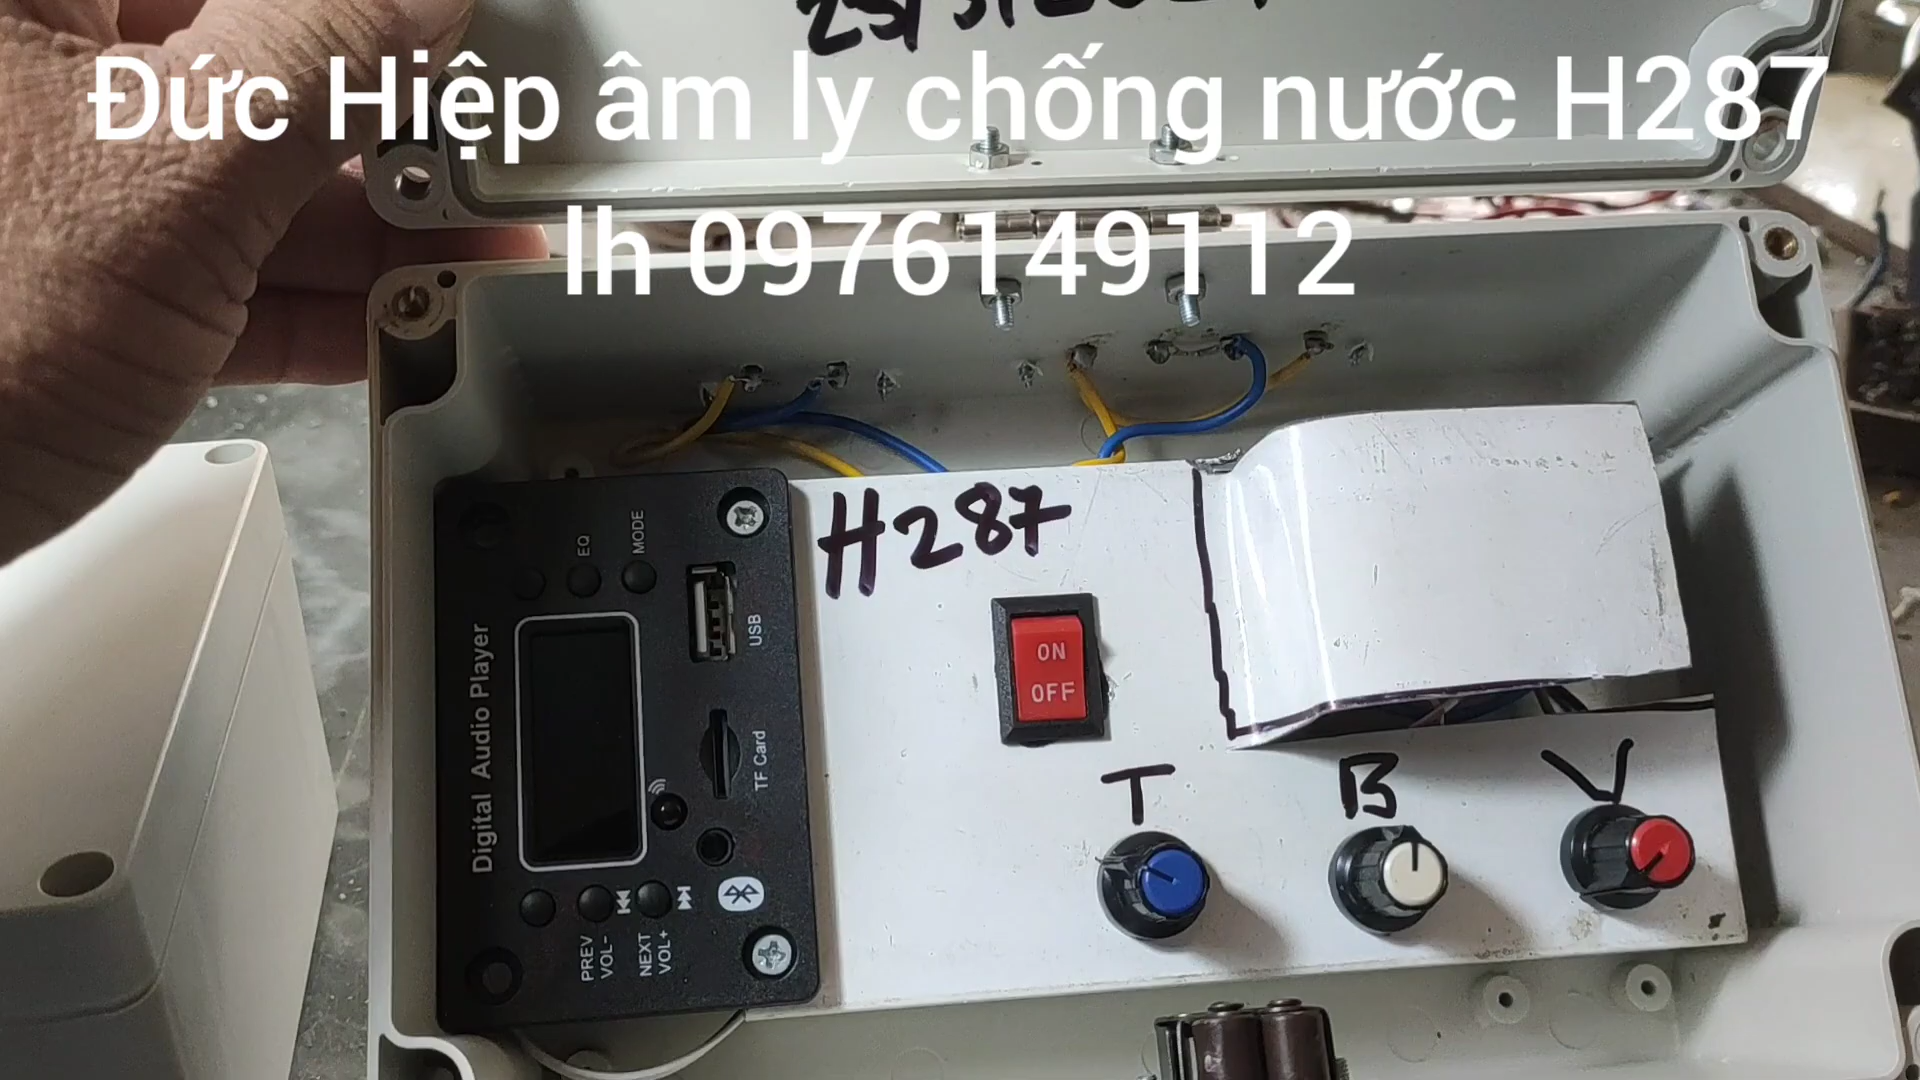 Đức Hiệp âm ly chống nước H287
lh 0976149112
H287
ON
OFF
T
B
V
EQ
MODE
USB
Digital Audio Player
TF Card
PREV
VOL-
NEXT
VOL+